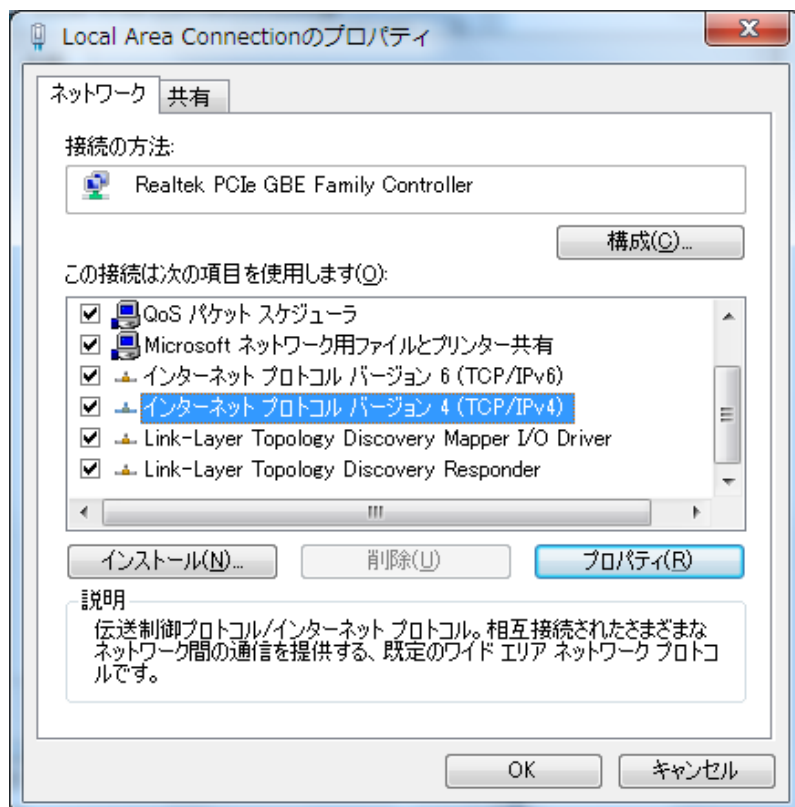 Local Area Connectionのプロパティ
ネットワーク 共有
接続の方法:
Realtek PCIe GBE Family Controller
構成(C)...
この接続は次の項目を使用します(O):
QoS パケット スケジューラ
Microsoft ネットワーク用ファイルとプリンター共有
インターネット プロトコル バージョン 6 (TCP/IPv6)
インターネット プロトコル バージョン 4 (TCP/IPv4)
Link-Layer Topology Discovery Mapper I/O Driver
Link-Layer Topology Discovery Responder
インストール(N)... 削除(U) プロパティ(R)
説明
伝送制御プロトコル/インターネット プロトコル。相互接続されたさまざまな
ネットワーク間の通信を提供する、既定のワイド エリア ネットワーク プロトコ
ルです。
OK キャンセル